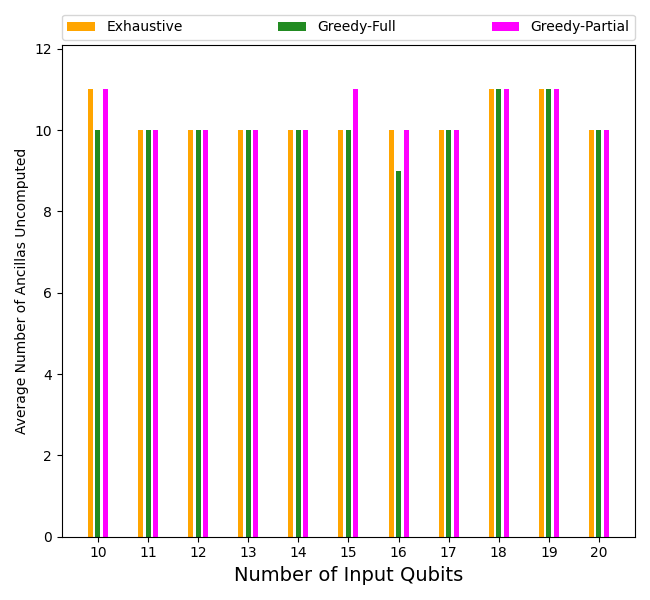 Exhaustive Greedy-Full Greedy-Partial
12
10
8
6
4
2
0
Average Number of Ancillas Uncomputed
10 11 12 13 14 15 16 17 18 19 20
Number of Input Qubits